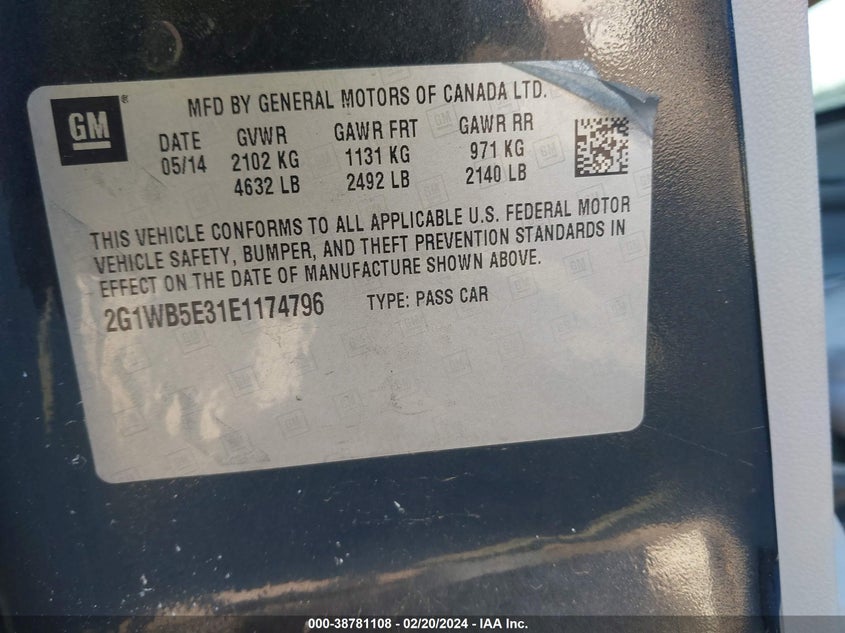 GM
MFD BY GENERAL MOTORS OF CANADA LTD.
DATE GVWR GAWR FRT GAWR RR
05/14 2102 KG 1131 KG 971 KG
4632 LB 2492 LB 2140 LB
THIS VEHICLE CONFORMS TO ALL APPLICABLE U.S. FEDERAL MOTOR
VEHICLE SAFETY, BUMPER, AND THEFT PREVENTION STANDARDS IN
EFFECT ON THE DATE OF MANUFACTURE SHOWN ABOVE.
2G1WB5E31E1174796 TYPE: PASS CAR
000-38781108 - 02/20/2024 - IAA Inc.